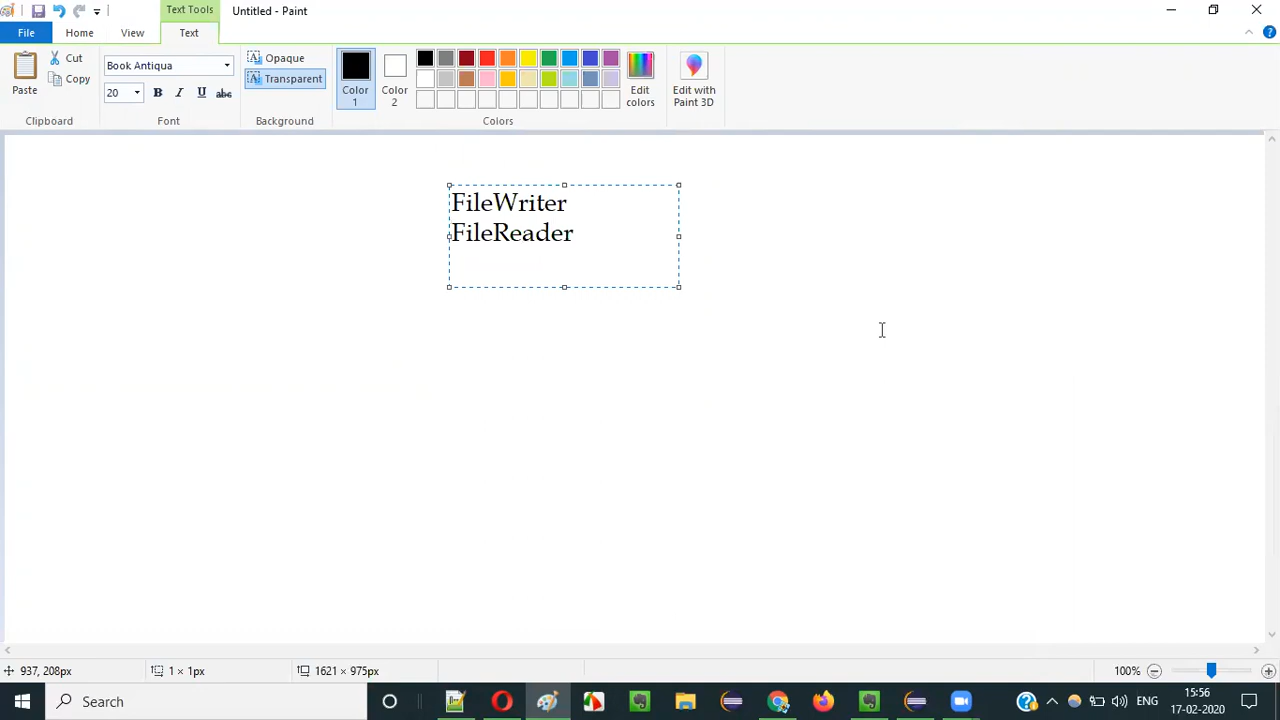 Text Tools
Untitled - Paint
File
Home
View
Text
Paste
Cut
Copy
Clipboard
Book Antiqua
20
B I U abc
Font
Opaque
Transparent
Background
Color 1
Color 2
Edit colors
Colors
Edit with Paint 3D
FileWriter
FileReader
937, 208px
1 × 1px
1621 × 975px
100%
Search
ENG
15:56
17-02-2020